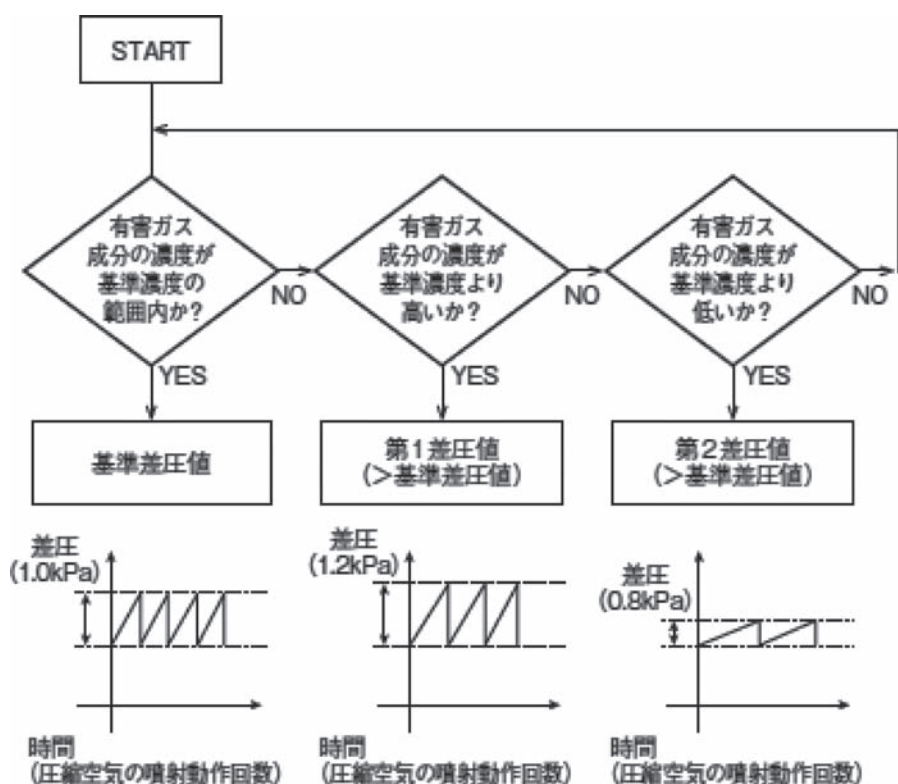 START
有害ガス
成分の濃度が
基準濃度の
範囲内か?
NO
YES
有害ガス
成分の濃度が
基準濃度より
高いか?
NO
YES
有害ガス
成分の濃度が
基準濃度より
低いか?
NO
YES
基準差圧値
第1差圧値
(>基準差圧値)
第2差圧値
(>基準差圧値)
差圧
(1.0kPa)
時間
(圧縮空気の噴射動作回数)
差圧
(1.2kPa)
時間
(圧縮空気の噴射動作回数)
差圧
(0.8kPa)
時間
(圧縮空気の噴射動作回数)